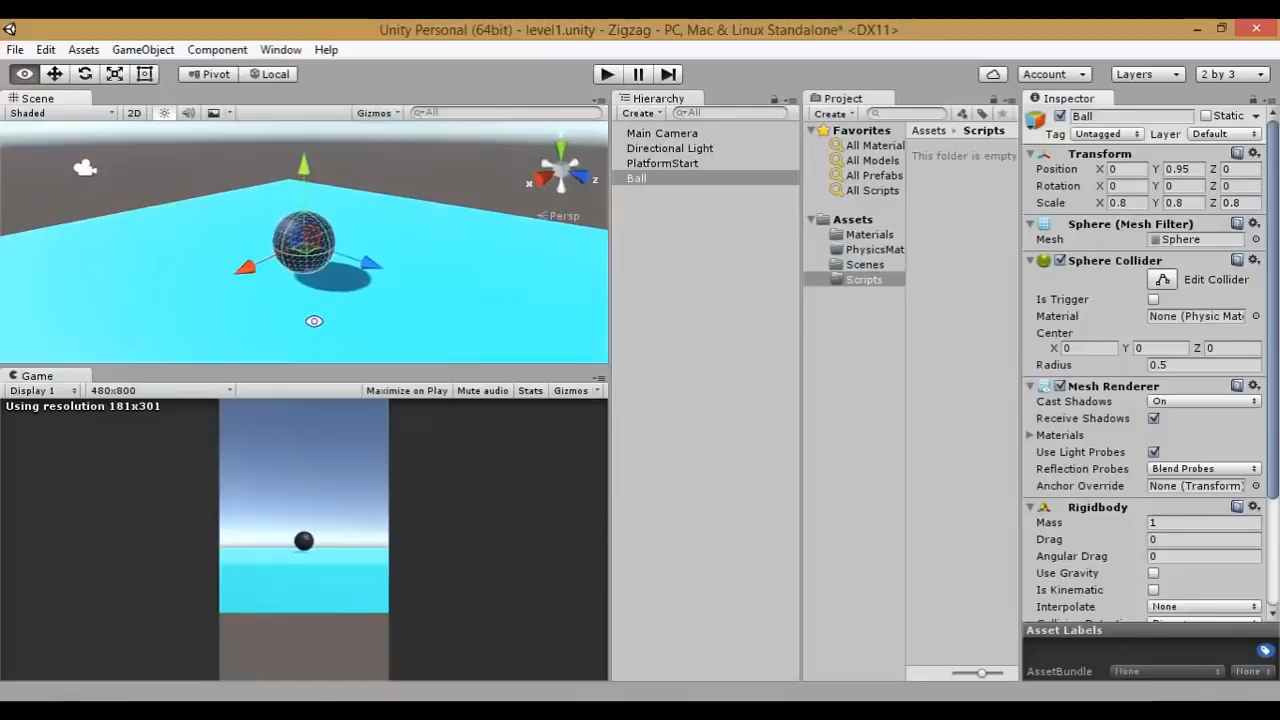 Unity Personal (64bit) - level1.unity - Zigzag - PC, Mac & Linux Standalone* <DX11>
File Edit Assets GameObject Component Window Help
Pivot Local Account Layers 2 by 3
Scene
Shaded 2D Gizmos All
x z
Persp
Game
Display 1 480x800 Maximize on Play Mute audio Stats Gizmos
Using resolution 181x301
Hierarchy
Create All
Main Camera
Directional Light
PlatformStart
Ball
Project
Create
Favorites
All Material
All Models
All Prefabs
All Scripts
Assets
Materials
PhysicsMat
Scenes
Scripts
Assets Scripts
This folder is empty
Inspector
Ball Static
Tag Untagged Layer Default
Transform
Position X 0 Y 0.95 Z 0
Rotation X 0 Y 0 Z 0
Scale X 0.8 Y 0.8 Z 0.8
Sphere (Mesh Filter)
Mesh Sphere
Sphere Collider
Edit Collider
Is Trigger
Material None (Physic Mat
Center
X 0 Y 0 Z 0
Radius 0.5
Mesh Renderer
Cast Shadows On
Receive Shadows
Materials
Use Light Probes
Reflection Probes Blend Probes
Anchor Override None (Transform)
Rigidbody
Mass 1
Drag 0
Angular Drag 0
Use Gravity
Is Kinematic
Interpolate None
Asset Labels
AssetBundle None None